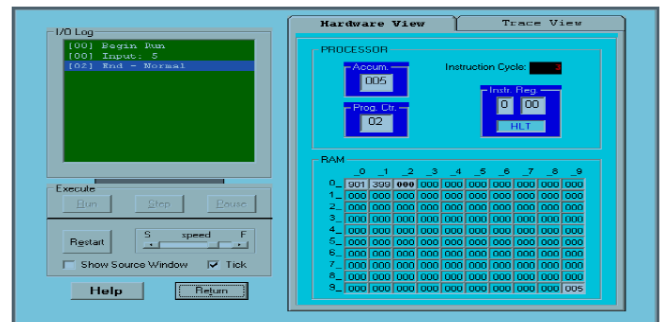 Hardware View Trace View
I/O Log
[00] Begin Run
[00] Input: 5
[02] End - Normal
PROCESSOR
Accum.
005
Instruction Cycle:
Prog. Ctr.
02
Instr. Reg.
0 00
HLT
Execute
Run Stop Pause
Restart
S speed F
Show Source Window Tick
Help Return
RAM
_0 _1 _2 _3 _4 _5 _6 _7 _8 _9
0_ 901 399 000 000 000 000 000 000 000 000
1_ 000 000 000 000 000 000 000 000 000 000
2_ 000 000 000 000 000 000 000 000 000 000
3_ 000 000 000 000 000 000 000 000 000 000
4_ 000 000 000 000 000 000 000 000 000 000
5_ 000 000 000 000 000 000 000 000 000 000
6_ 000 000 000 000 000 000 000 000 000 000
7_ 000 000 000 000 000 000 000 000 000 000
8_ 000 000 000 000 000 000 000 000 000 000
9_ 000 000 000 000 000 000 000 000 000 005